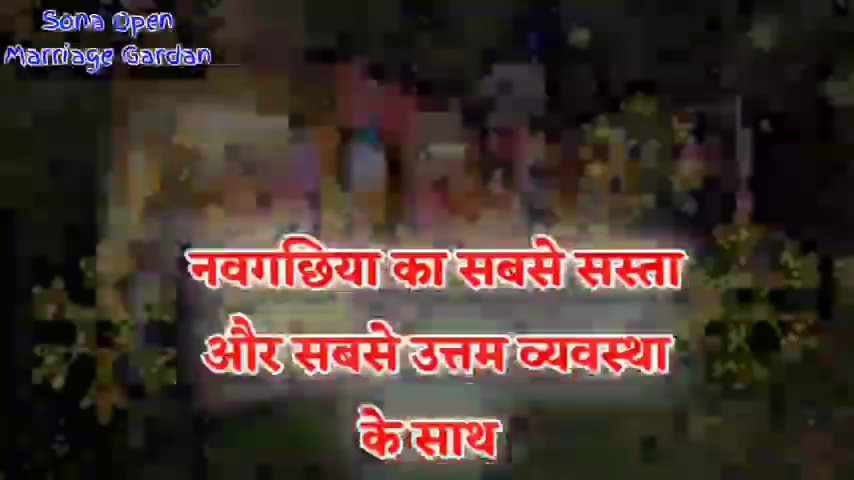 Sona Open
Marriage Gardan
नवगछिया का सबसे सस्ता
और सबसे उत्तम व्यवस्था
के साथ